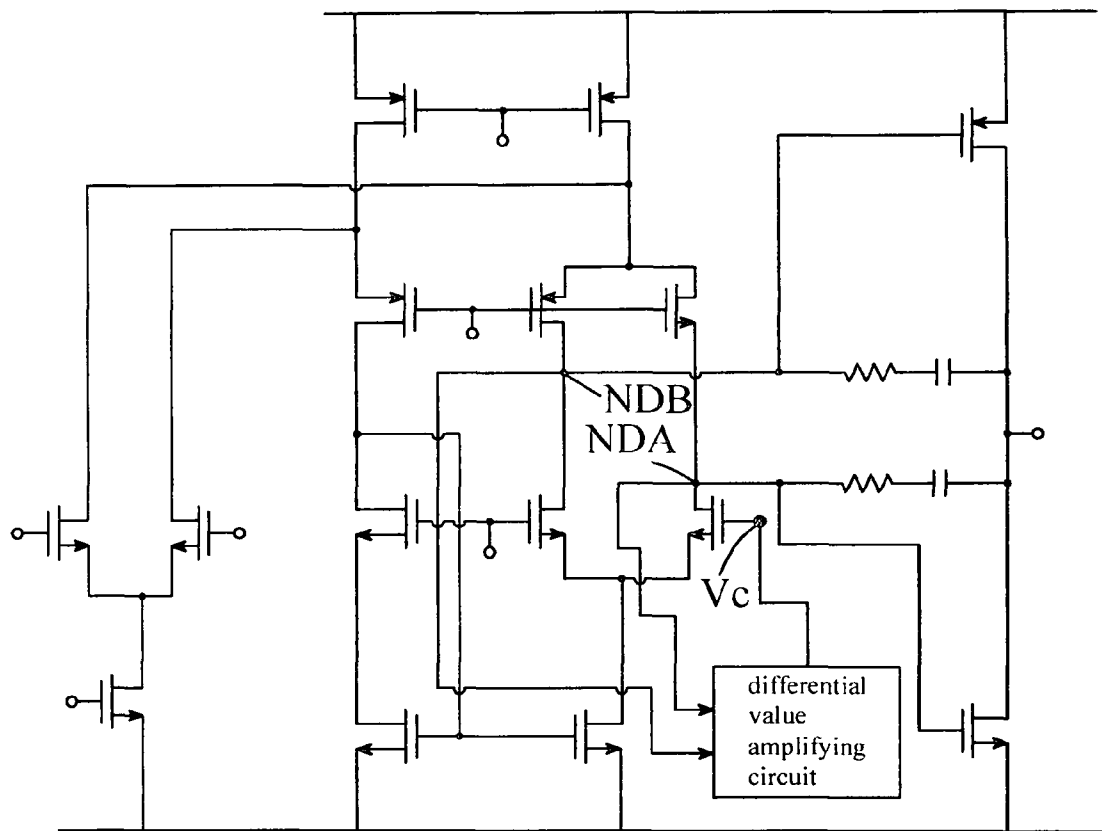 NDB
NDA
Vc
differential
value
amplifying
circuit